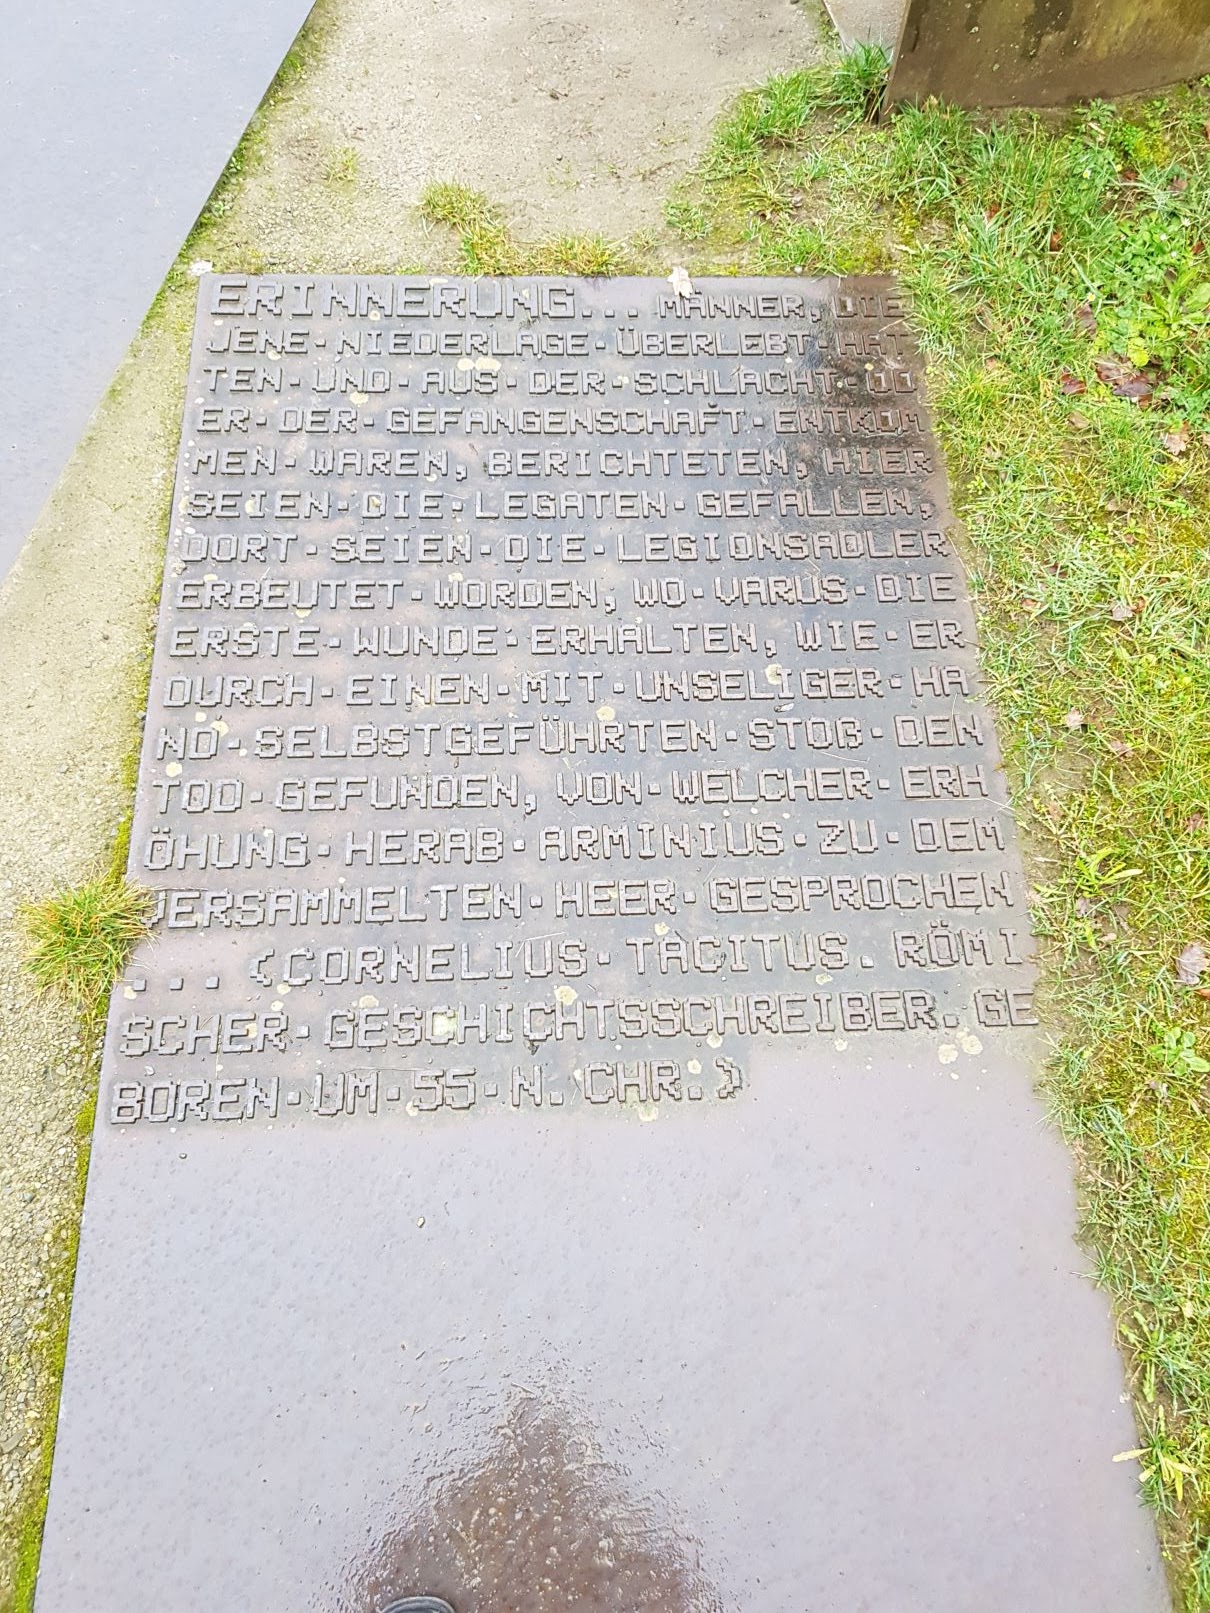 ERINNERUNG... MÄNNER, DIE
JENE·NIEDERLAGE·ÜBERLEBT·HAT
TEN·UND·AUS·DER·SCHLACHT·OD
ER·DER·GEFANGENSCHAFT·ENTKOM
MEN·WAREN, BERICHTETEN, HIER
SEIEN·DIE·LEGATEN·GEFALLEN,
DORT·SEIEN·DIE·LEGIONSADLER
ERBEUTET·WORDEN, WO·VARUS·DIE
ERSTE·WUNDE·ERHALTEN, WIE·ER
DURCH·EINEN·MIT·UNSELIGER·HA
ND·SELBSTGEFÜHRTEN·STOß·DEN
TOD·GEFUNDEN, VON·WELCHER·ERH
ÖHUNG·HERAB·ARMINIUS·ZU·DEM
VERSAMMELTEN·HEER·GESPROCHEN
... (CORNELIUS·TACITUS. RÖMI
SCHER·GESCHICHTSSCHREIBER. GE
BOREN·UM·55·N. CHR.)